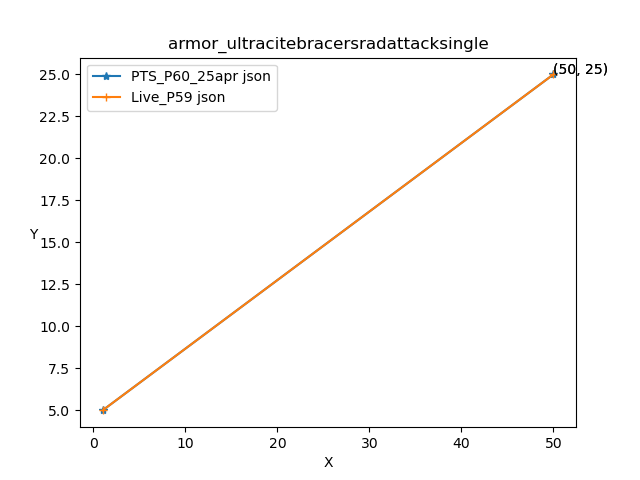 armor_ultracitebracersradattacksingle
PTS_P60_25apr json
Live_P59 json
(50, 25)
25.0
22.5
20.0
17.5
15.0
12.5
10.0
7.5
5.0
Y
0 10 20 30 40 50
X